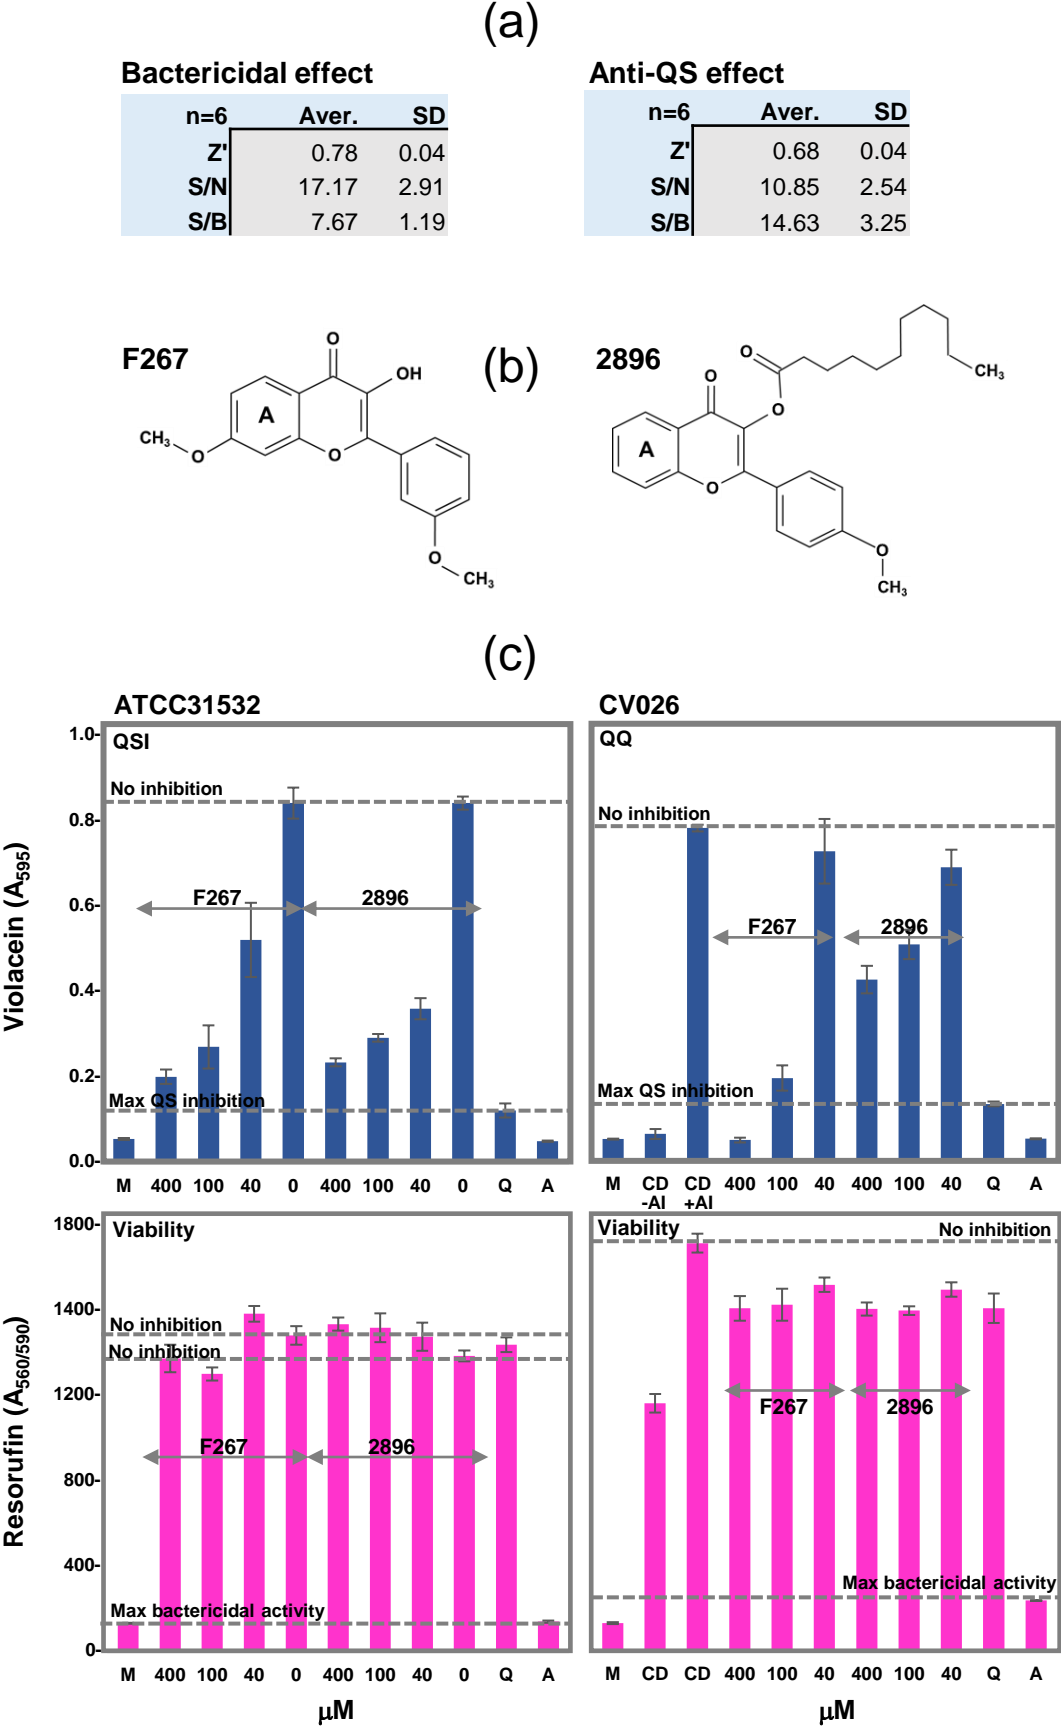 (a)
Bactericidal effect
n=6 Aver. SD
Z' 0.78 0.04
S/N 17.17 2.91
S/B 7.67 1.19
Anti-QS effect
n=6 Aver. SD
Z' 0.68 0.04
S/N 10.85 2.54
S/B 14.63 3.25
(b)
F267
O
OH
A
O
CH₃
O
O
CH₃
2896
O
O
O
A
O
CH₃
O
CH₃
(c)
ATCC31532
QSI
Violacein (A₅₉₅)
1.0-
0.8-
0.6-
0.4-
0.2-
0.0-
No inhibition
F267 2896
Max QS inhibition
M 400 100 40 0 400 100 40 0 Q A
CV026
QQ
No inhibition
F267 2896
Max QS inhibition
M CD CD 400 100 40 400 100 40 Q A
-AI +AI
Viability
Resorufin (A₅₆₀/₅₉₀)
1800-
1400-
1200-
800-
400-
0-
No inhibition
No inhibition
F267 2896
Max bactericidal activity
M 400 100 40 0 400 100 40 0 Q A
μM
Viability
No inhibition
F267 2896
Max bactericidal activity
M CD CD 400 100 40 400 100 40 Q A
μM